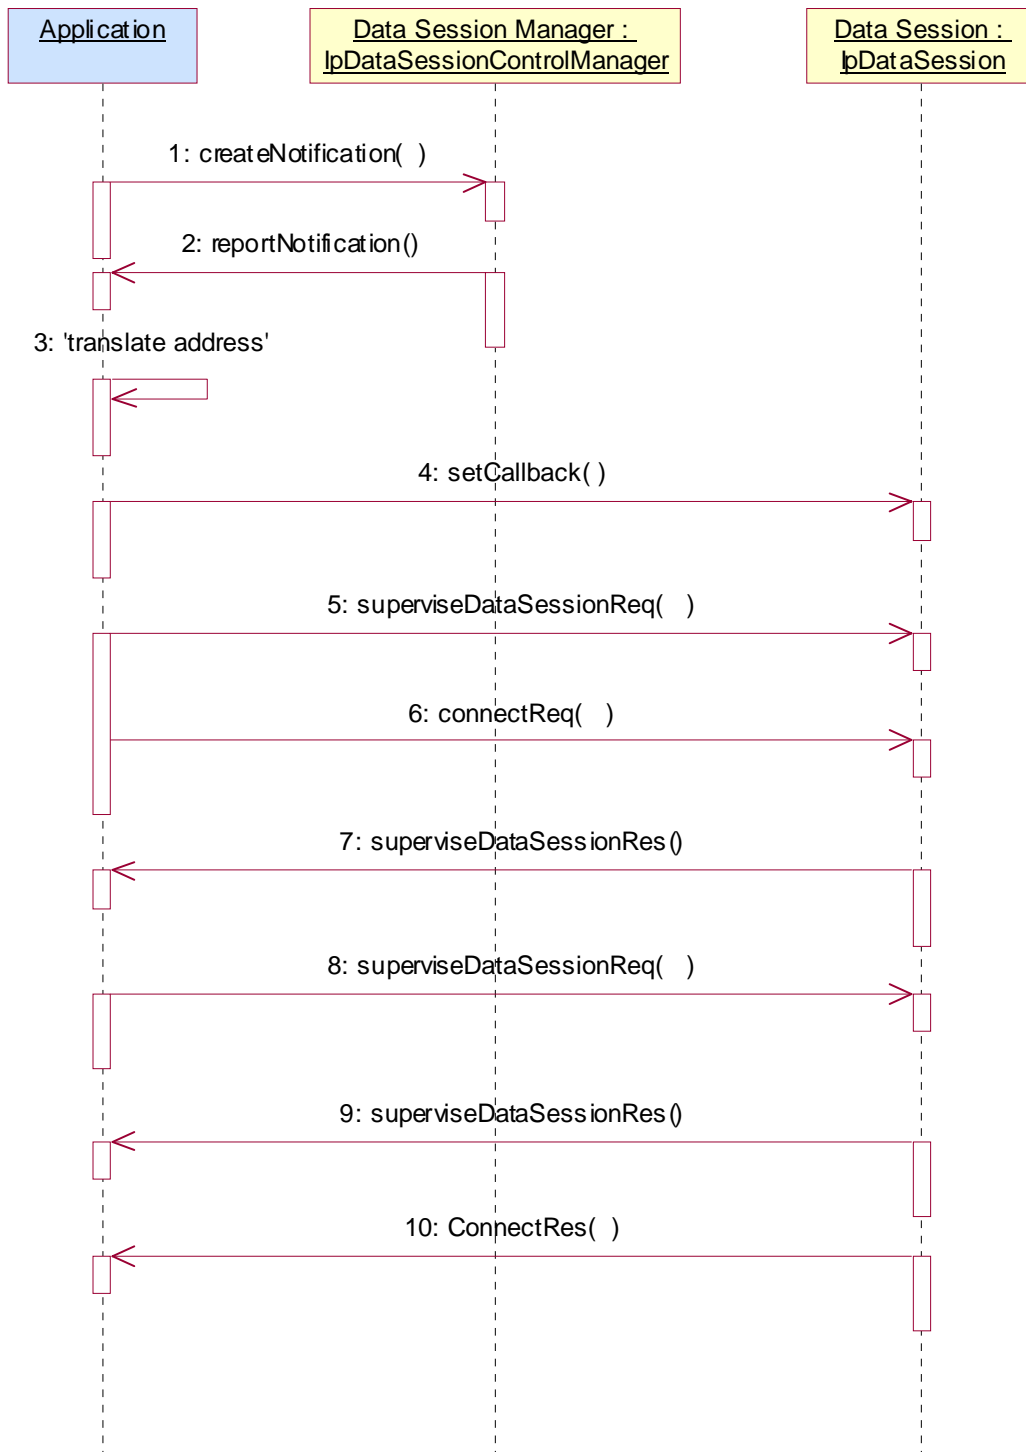 Application
Data Session Manager :
IpDataSessionControlManager
Data Session :
IpDataSession
1: createNotification(  )
2: reportNotification()
3: 'translate address'
4: setCallback( )
5: superviseDataSessionReq(   )
6: connectReq(   )
7: superviseDataSessionRes()
8: superviseDataSessionReq(   )
9: superviseDataSessionRes()
10: ConnectRes(  )